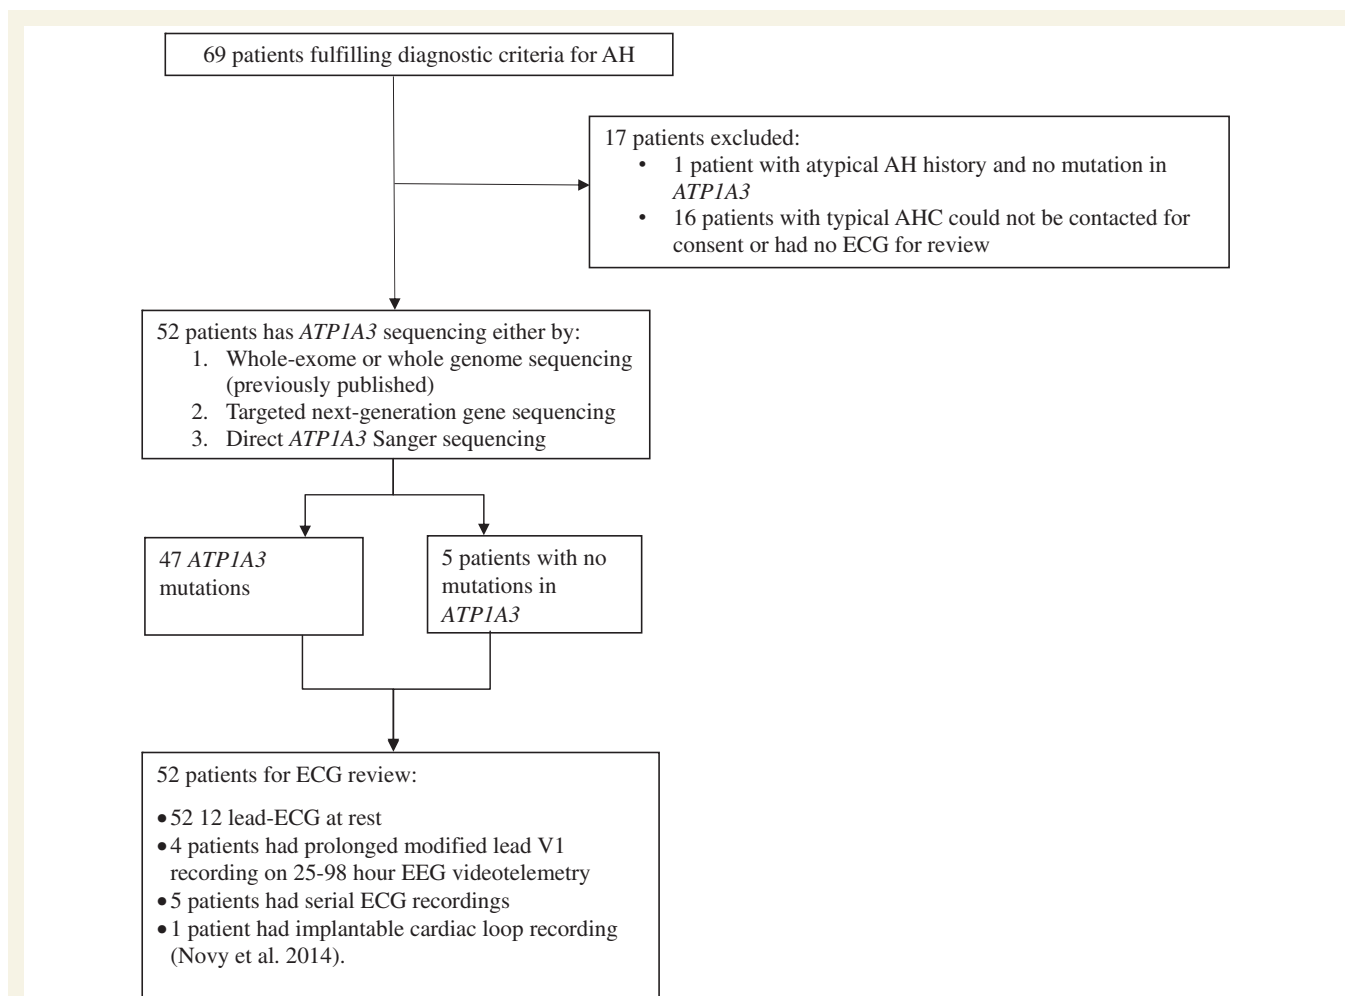 69 patients fulfilling diagnostic criteria for AH
17 patients excluded:
• 1 patient with atypical AH history and no mutation in
ATP1A3
• 16 patients with typical AHC could not be contacted for
consent or had no ECG for review
52 patients has ATP1A3 sequencing either by:
1. Whole-exome or whole genome sequencing
(previously published)
2. Targeted next-generation gene sequencing
3. Direct ATP1A3 Sanger sequencing
47 ATP1A3
mutations
5 patients with no
mutations in
ATP1A3
52 patients for ECG review:
• 52 12 lead-ECG at rest
• 4 patients had prolonged modified lead V1
recording on 25-98 hour EEG videotelemetry
• 5 patients had serial ECG recordings
• 1 patient had implantable cardiac loop recording
(Novy et al. 2014).